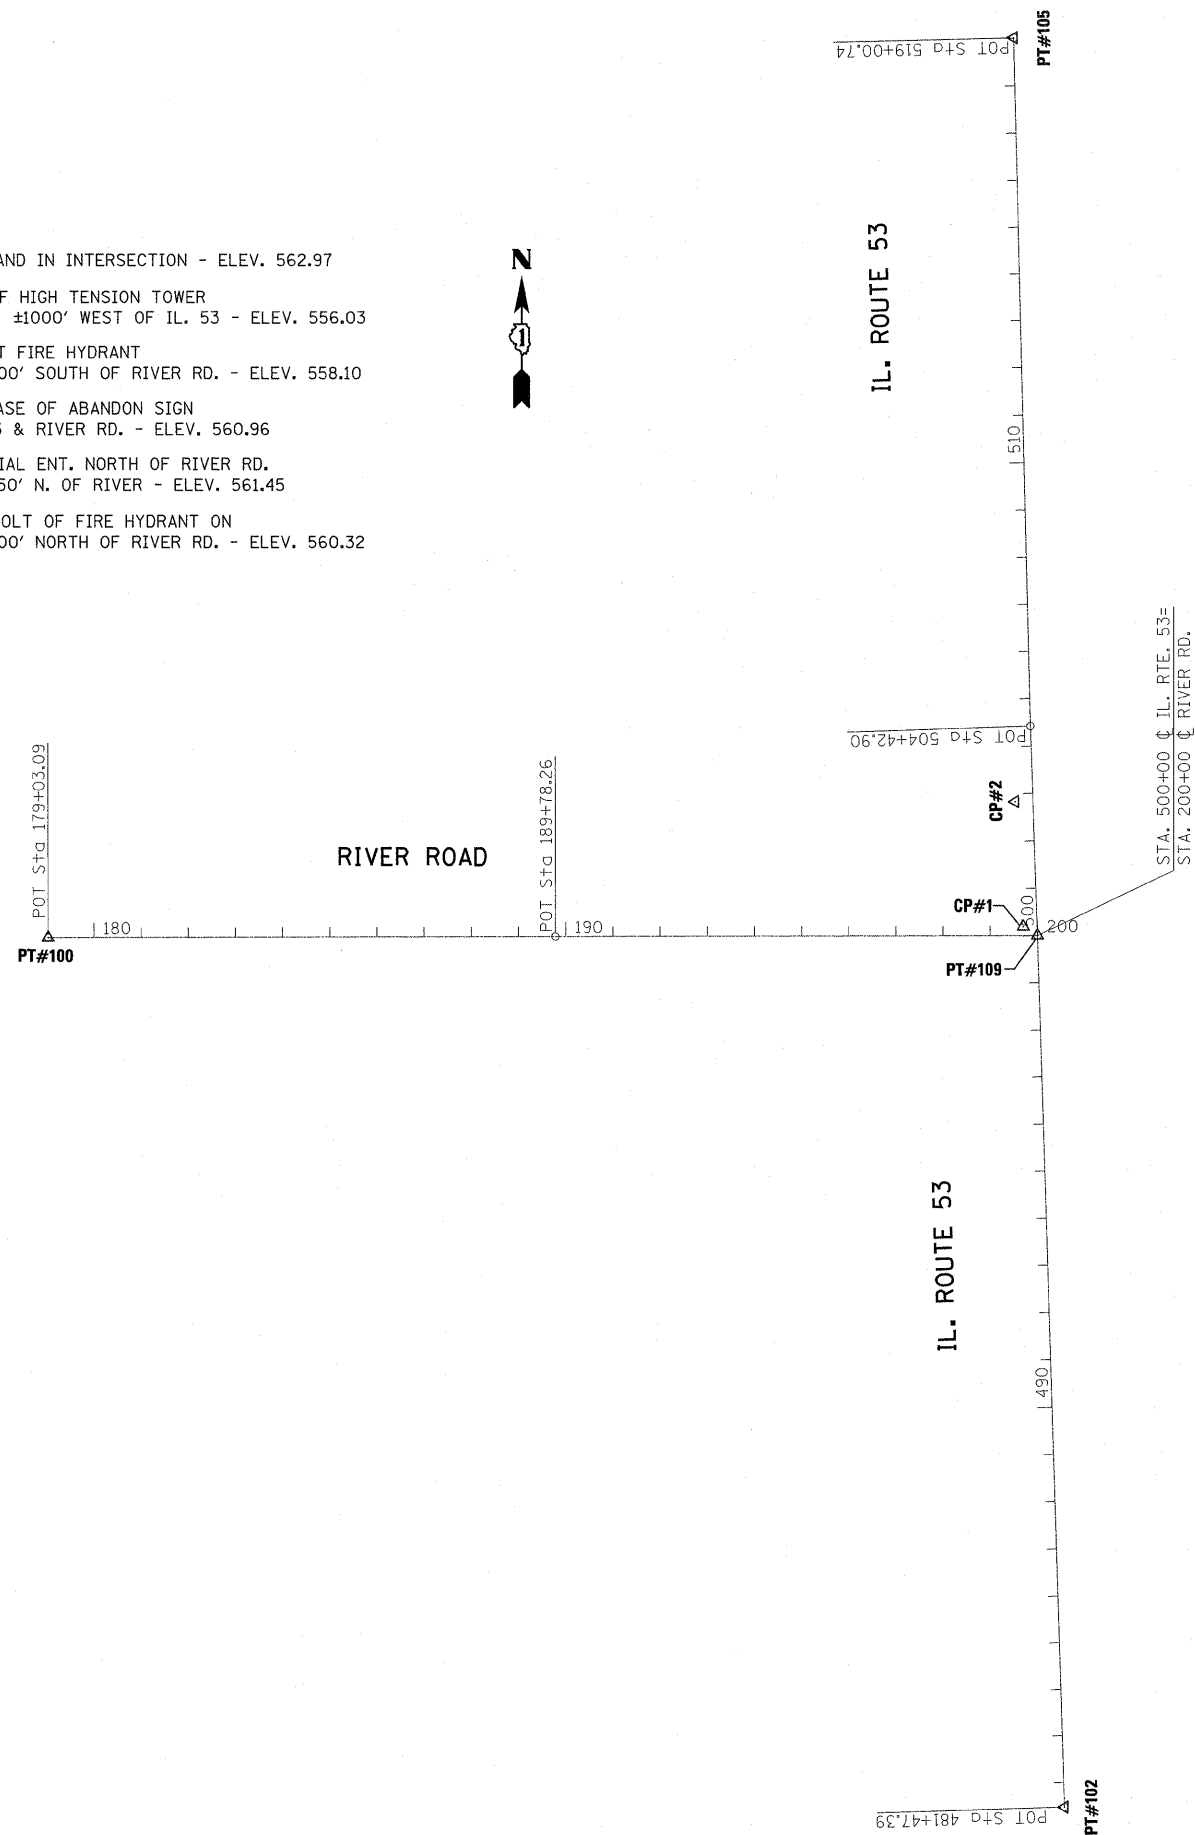 AND IN INTERSECTION - ELEV. 562.97
F HIGH TENSION TOWER
±1000' WEST OF IL. 53 - ELEV. 556.03
T FIRE HYDRANT
00' SOUTH OF RIVER RD. - ELEV. 558.10
ASE OF ABANDON SIGN
& RIVER RD. - ELEV. 560.96
IAL ENT. NORTH OF RIVER RD.
50' N. OF RIVER - ELEV. 561.45
OLT OF FIRE HYDRANT ON
00' NORTH OF RIVER RD. - ELEV. 560.32
N
1
POT Sta 519+00.74
PT#105
IL. ROUTE 53
510
POT Sta 504+42.90
CP#2
STA. 500+00 ℄ IL. RTE. 53=
STA. 200+00 ℄ RIVER RD.
POT Sta 179+03.09
POT Sta 189+78.26
RIVER ROAD
180
190
CP#1
500
200
PT#100
PT#109
IL. ROUTE 53
490
POT Sta 481+47.39
PT#102